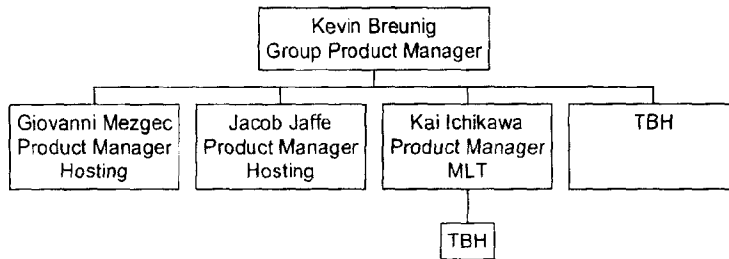 Kevin Breunig
Group Product Manager
Giovanni Mezgec
Product Manager
Hosting
Jacob Jaffe
Product Manager
Hosting
Kai Ichikawa
Product Manager
MLT
TBH
TBH